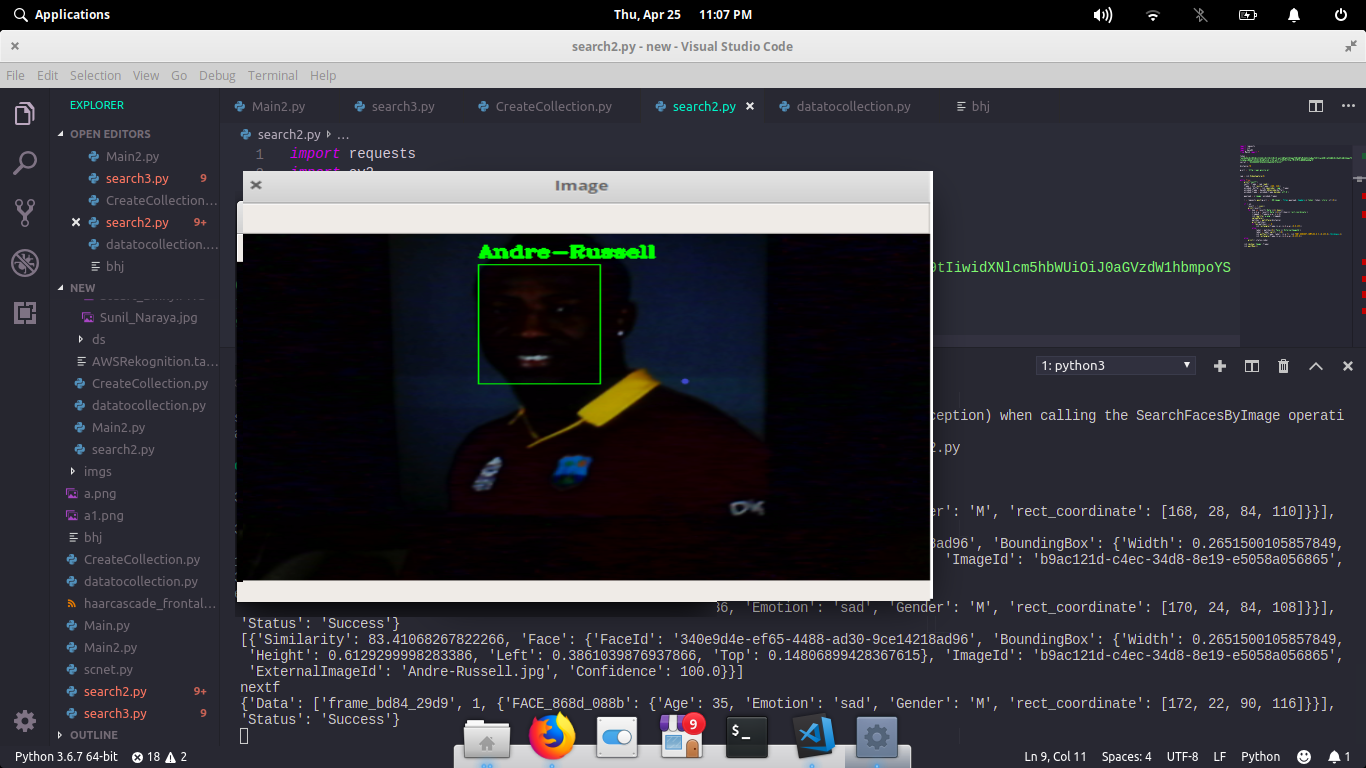 Applications
Thu, Apr 25 11:07 PM
search2.py - new - Visual Studio Code
File Edit Selection View Go Debug Terminal Help
EXPLORER
Main2.py search3.py CreateCollection.py search2.py datatocollection.py bhj
OPEN EDITORS
Main2.py
search3.py 9
CreateCollection...
search2.py 9+
datatocollection....
bhj
NEW
Sunil_Naraya.jpg
ds
AWSRekognition.ta...
CreateCollection.py
datatocollection.py
Main2.py
search2.py
imgs
a.png
a1.png
bhj
CreateCollection.py
datatocollection.py
haarcascade_frontal...
Main.py
Main2.py
scnet.py
search2.py 9+
search3.py 9
OUTLINE
search2.py ...
1 import requests
Image
Andre-Russell
0tIiwidXNlcm5hbWUiOiJ0aGVzdW1hbmpoYS
1: python3
ception) when calling the SearchFacesByImage operati
2.py
der': 'M', 'rect_coordinate': [168, 28, 84, 110]}}],
8ad96', 'BoundingBox': {'Width': 0.2651500105857849,
'ImageId': 'b9ac121d-c4ec-34d8-8e19-e5058a056865',
36, 'Emotion': 'sad', 'Gender': 'M', 'rect_coordinate': [170, 24, 84, 108]}}],
'Status': 'Success'}
[{'Similarity': 83.41068267822266, 'Face': {'FaceId': '340e9d4e-ef65-4488-ad30-9ce14218ad96', 'BoundingBox': {'Width': 0.2651500105857849,
'Height': 0.6129299998283386, 'Left': 0.3861039876937866, 'Top': 0.14806899428367615}, 'ImageId': 'b9ac121d-c4ec-34d8-8e19-e5058a056865',
'ExternalImageId': 'Andre-Russell.jpg', 'Confidence': 100.0}}]
nextf
{'Data': ['frame_bd84_29d9', 1, {'FACE_868d_088b': {'Age': 35, 'Emotion': 'sad', 'Gender': 'M', 'rect_coordinate': [172, 22, 90, 116]}}],
'Status': 'Success'}
9
Python 3.6.7 64-bit 18 2
Ln 9, Col 11 Spaces: 4 UTF-8 LF Python 1